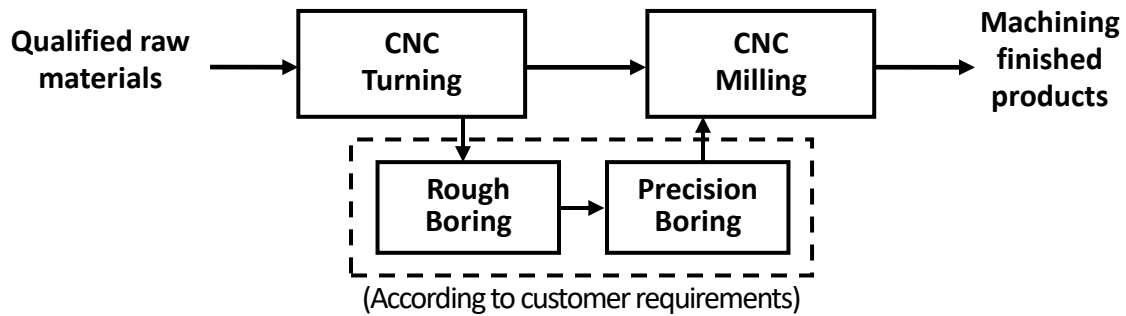 Qualified raw
materials
CNC
Turning
CNC
Milling
Machining
finished
products
Rough
Boring
Precision
Boring
(According to customer requirements)